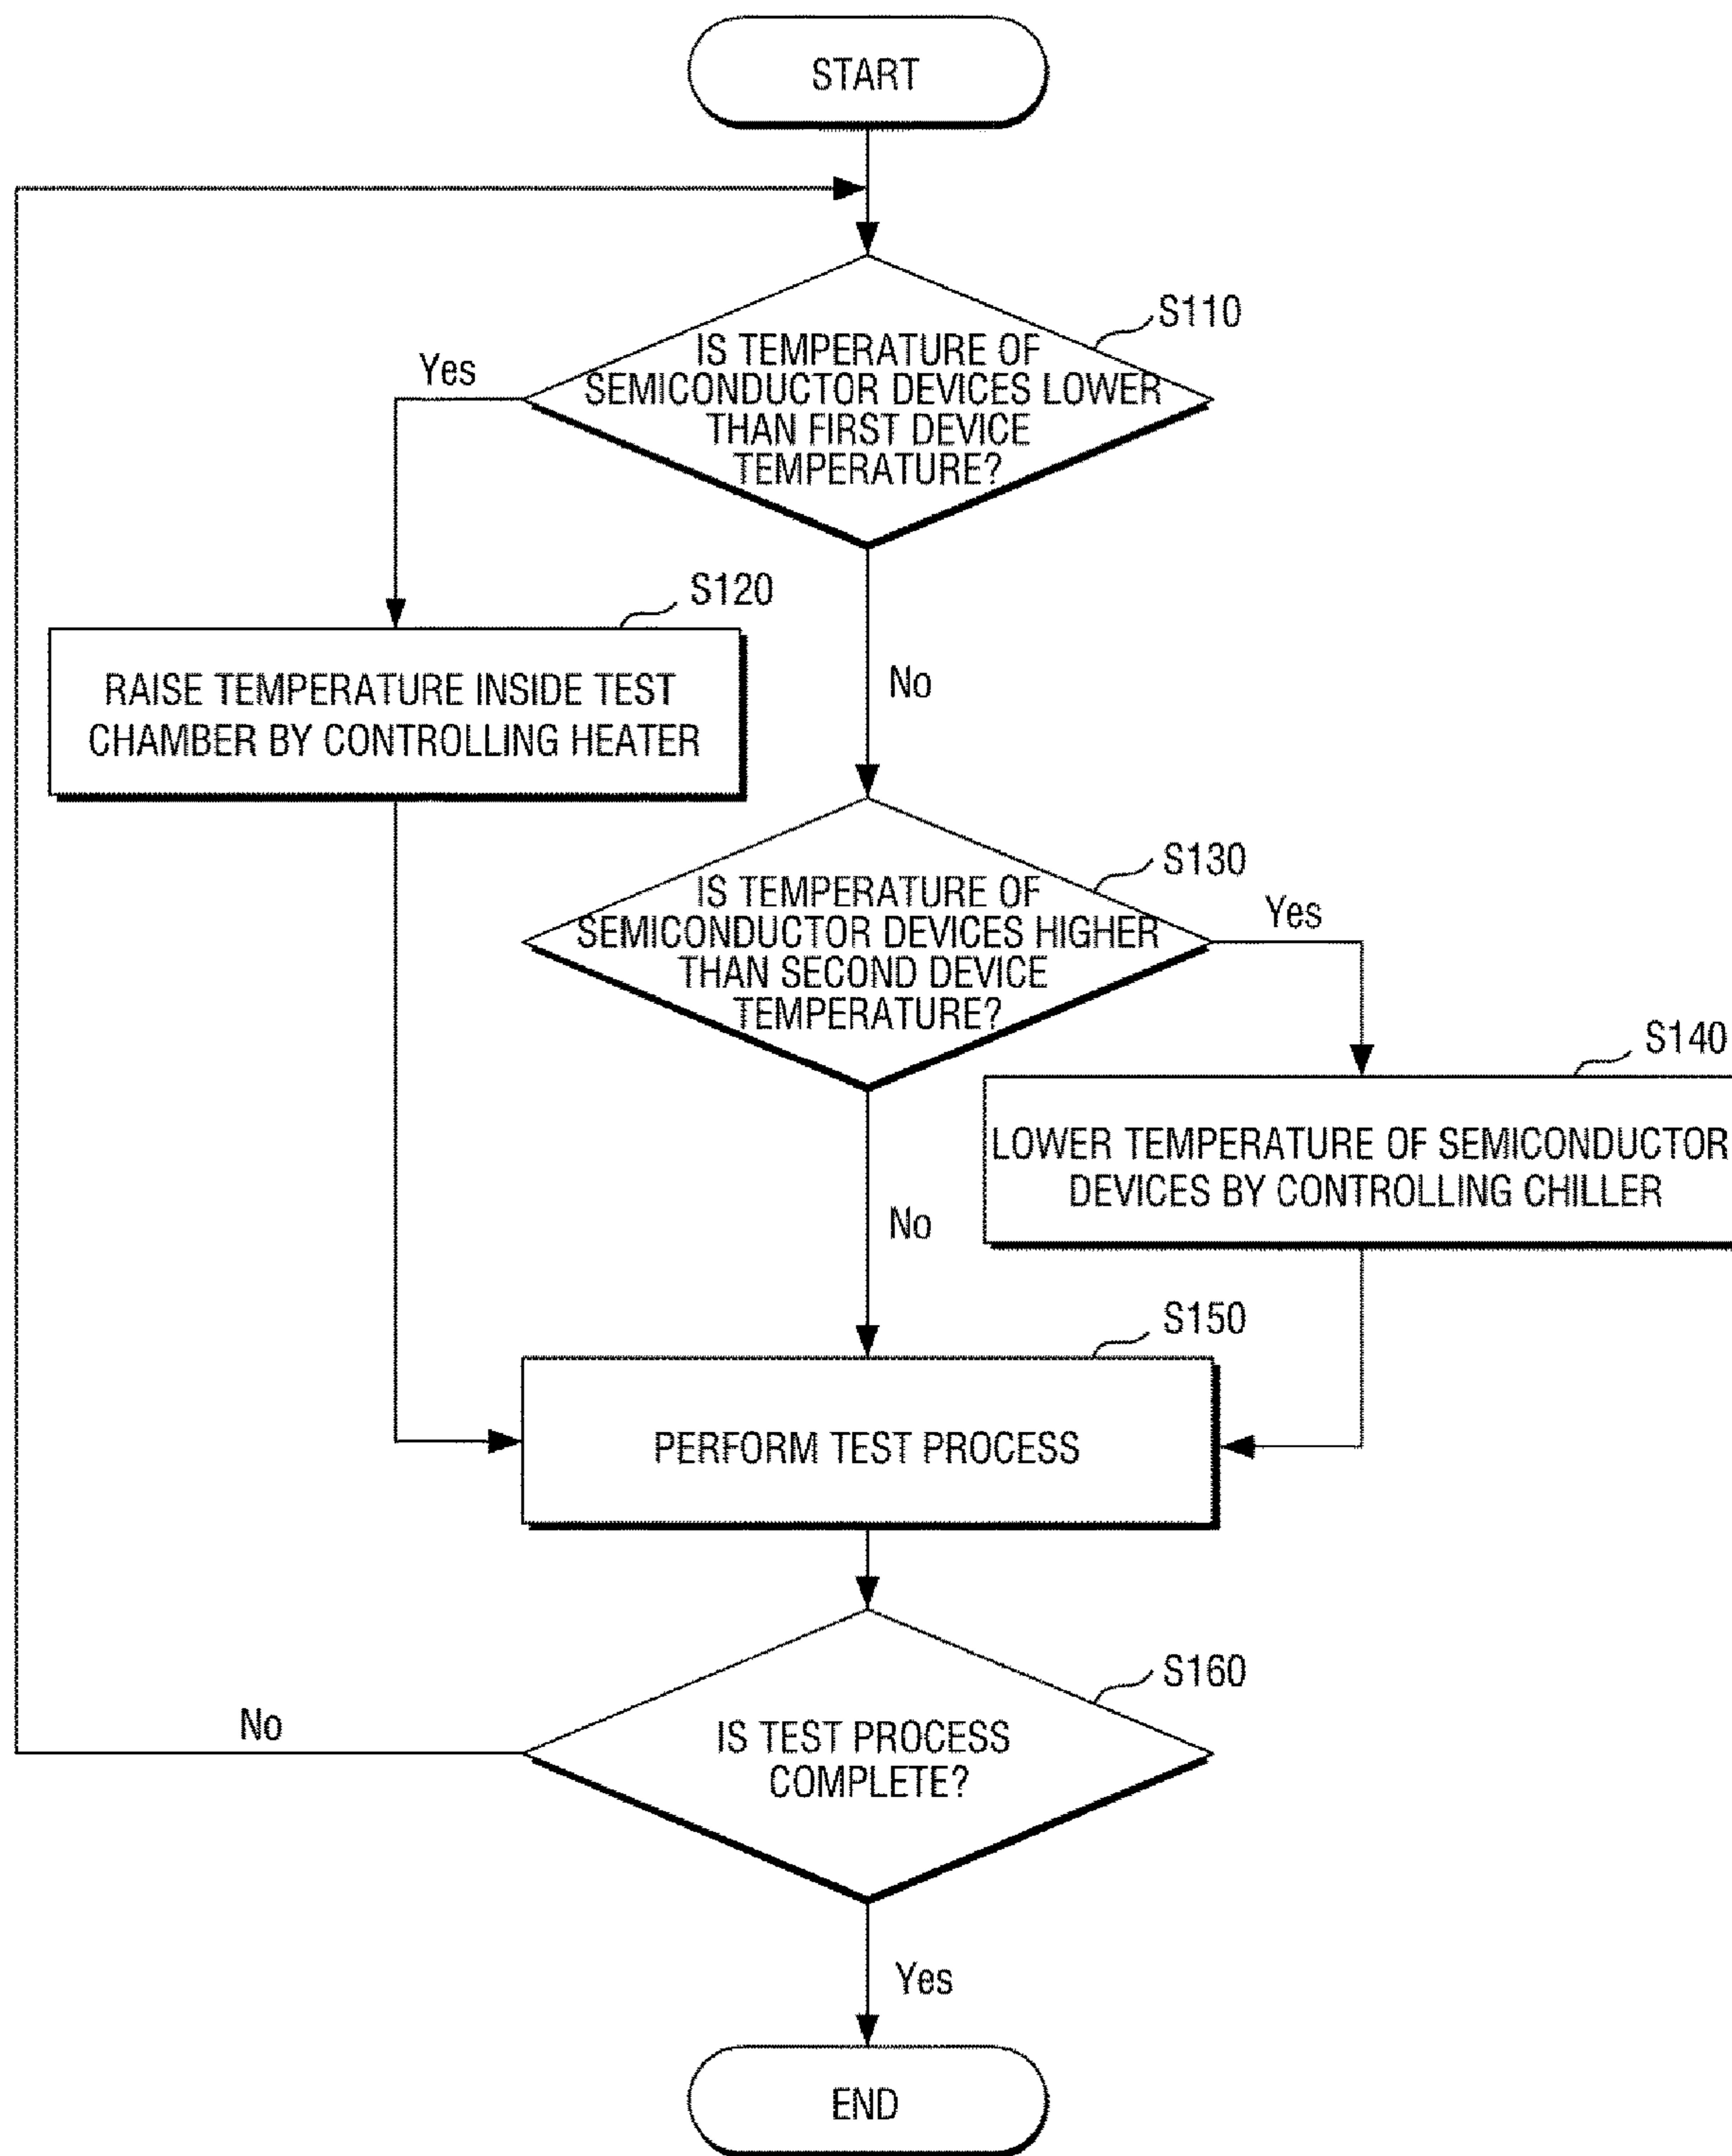 START
S110
IS TEMPERATURE OF
SEMICONDUCTOR DEVICES LOWER
THAN FIRST DEVICE
TEMPERATURE?
Yes
S120
RAISE TEMPERATURE INSIDE TEST
CHAMBER BY CONTROLLING HEATER
No
S130
IS TEMPERATURE OF
SEMICONDUCTOR DEVICES HIGHER
THAN SECOND DEVICE
TEMPERATURE?
Yes
S140
LOWER TEMPERATURE OF SEMICONDUCTOR
DEVICES BY CONTROLLING CHILLER
No
S150
PERFORM TEST PROCESS
S160
IS TEST PROCESS
COMPLETE?
No
Yes
END